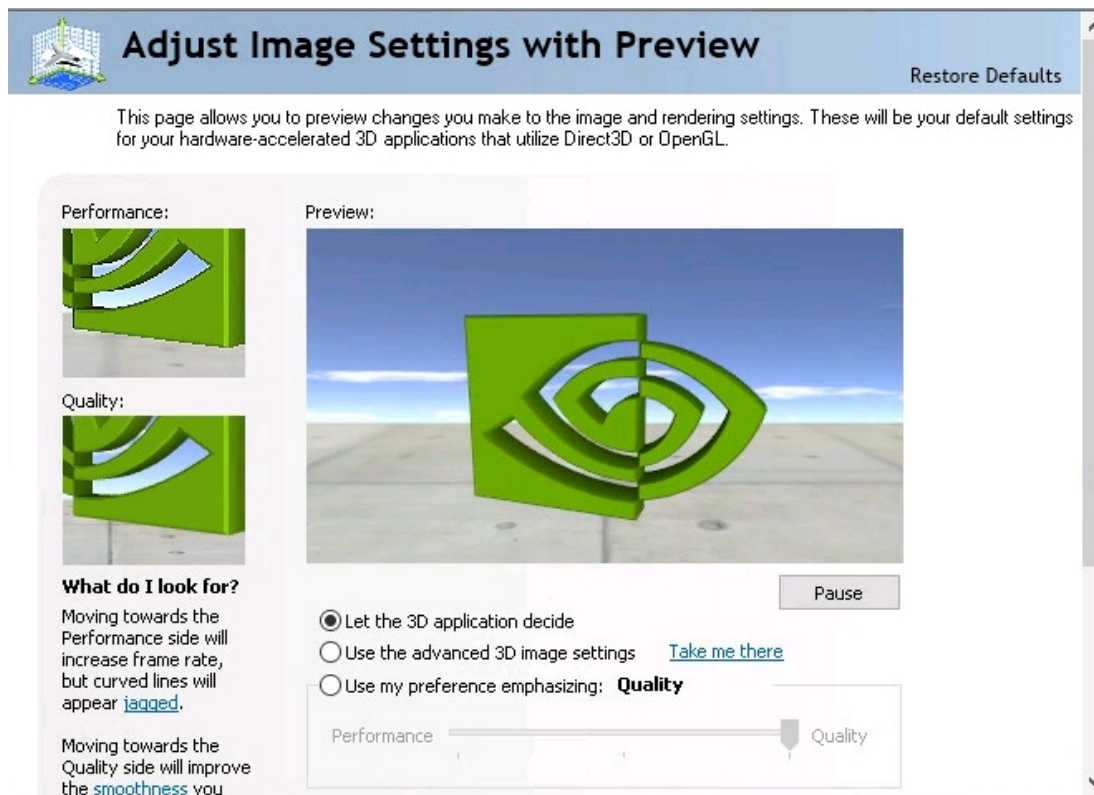 Adjust Image Settings with Preview
Restore Defaults
This page allows you to preview changes you make to the image and rendering settings. These will be your default settings
for your hardware-accelerated 3D applications that utilize Direct3D or OpenGL.
Performance:
Preview:
Quality:
What do I look for?
Moving towards the
Performance side will
increase frame rate,
but curved lines will
appear jagged.
Moving towards the
Quality side will improve
the smoothness you
Pause
Let the 3D application decide
Use the advanced 3D image settings Take me there
Use my preference emphasizing: Quality
Performance Quality